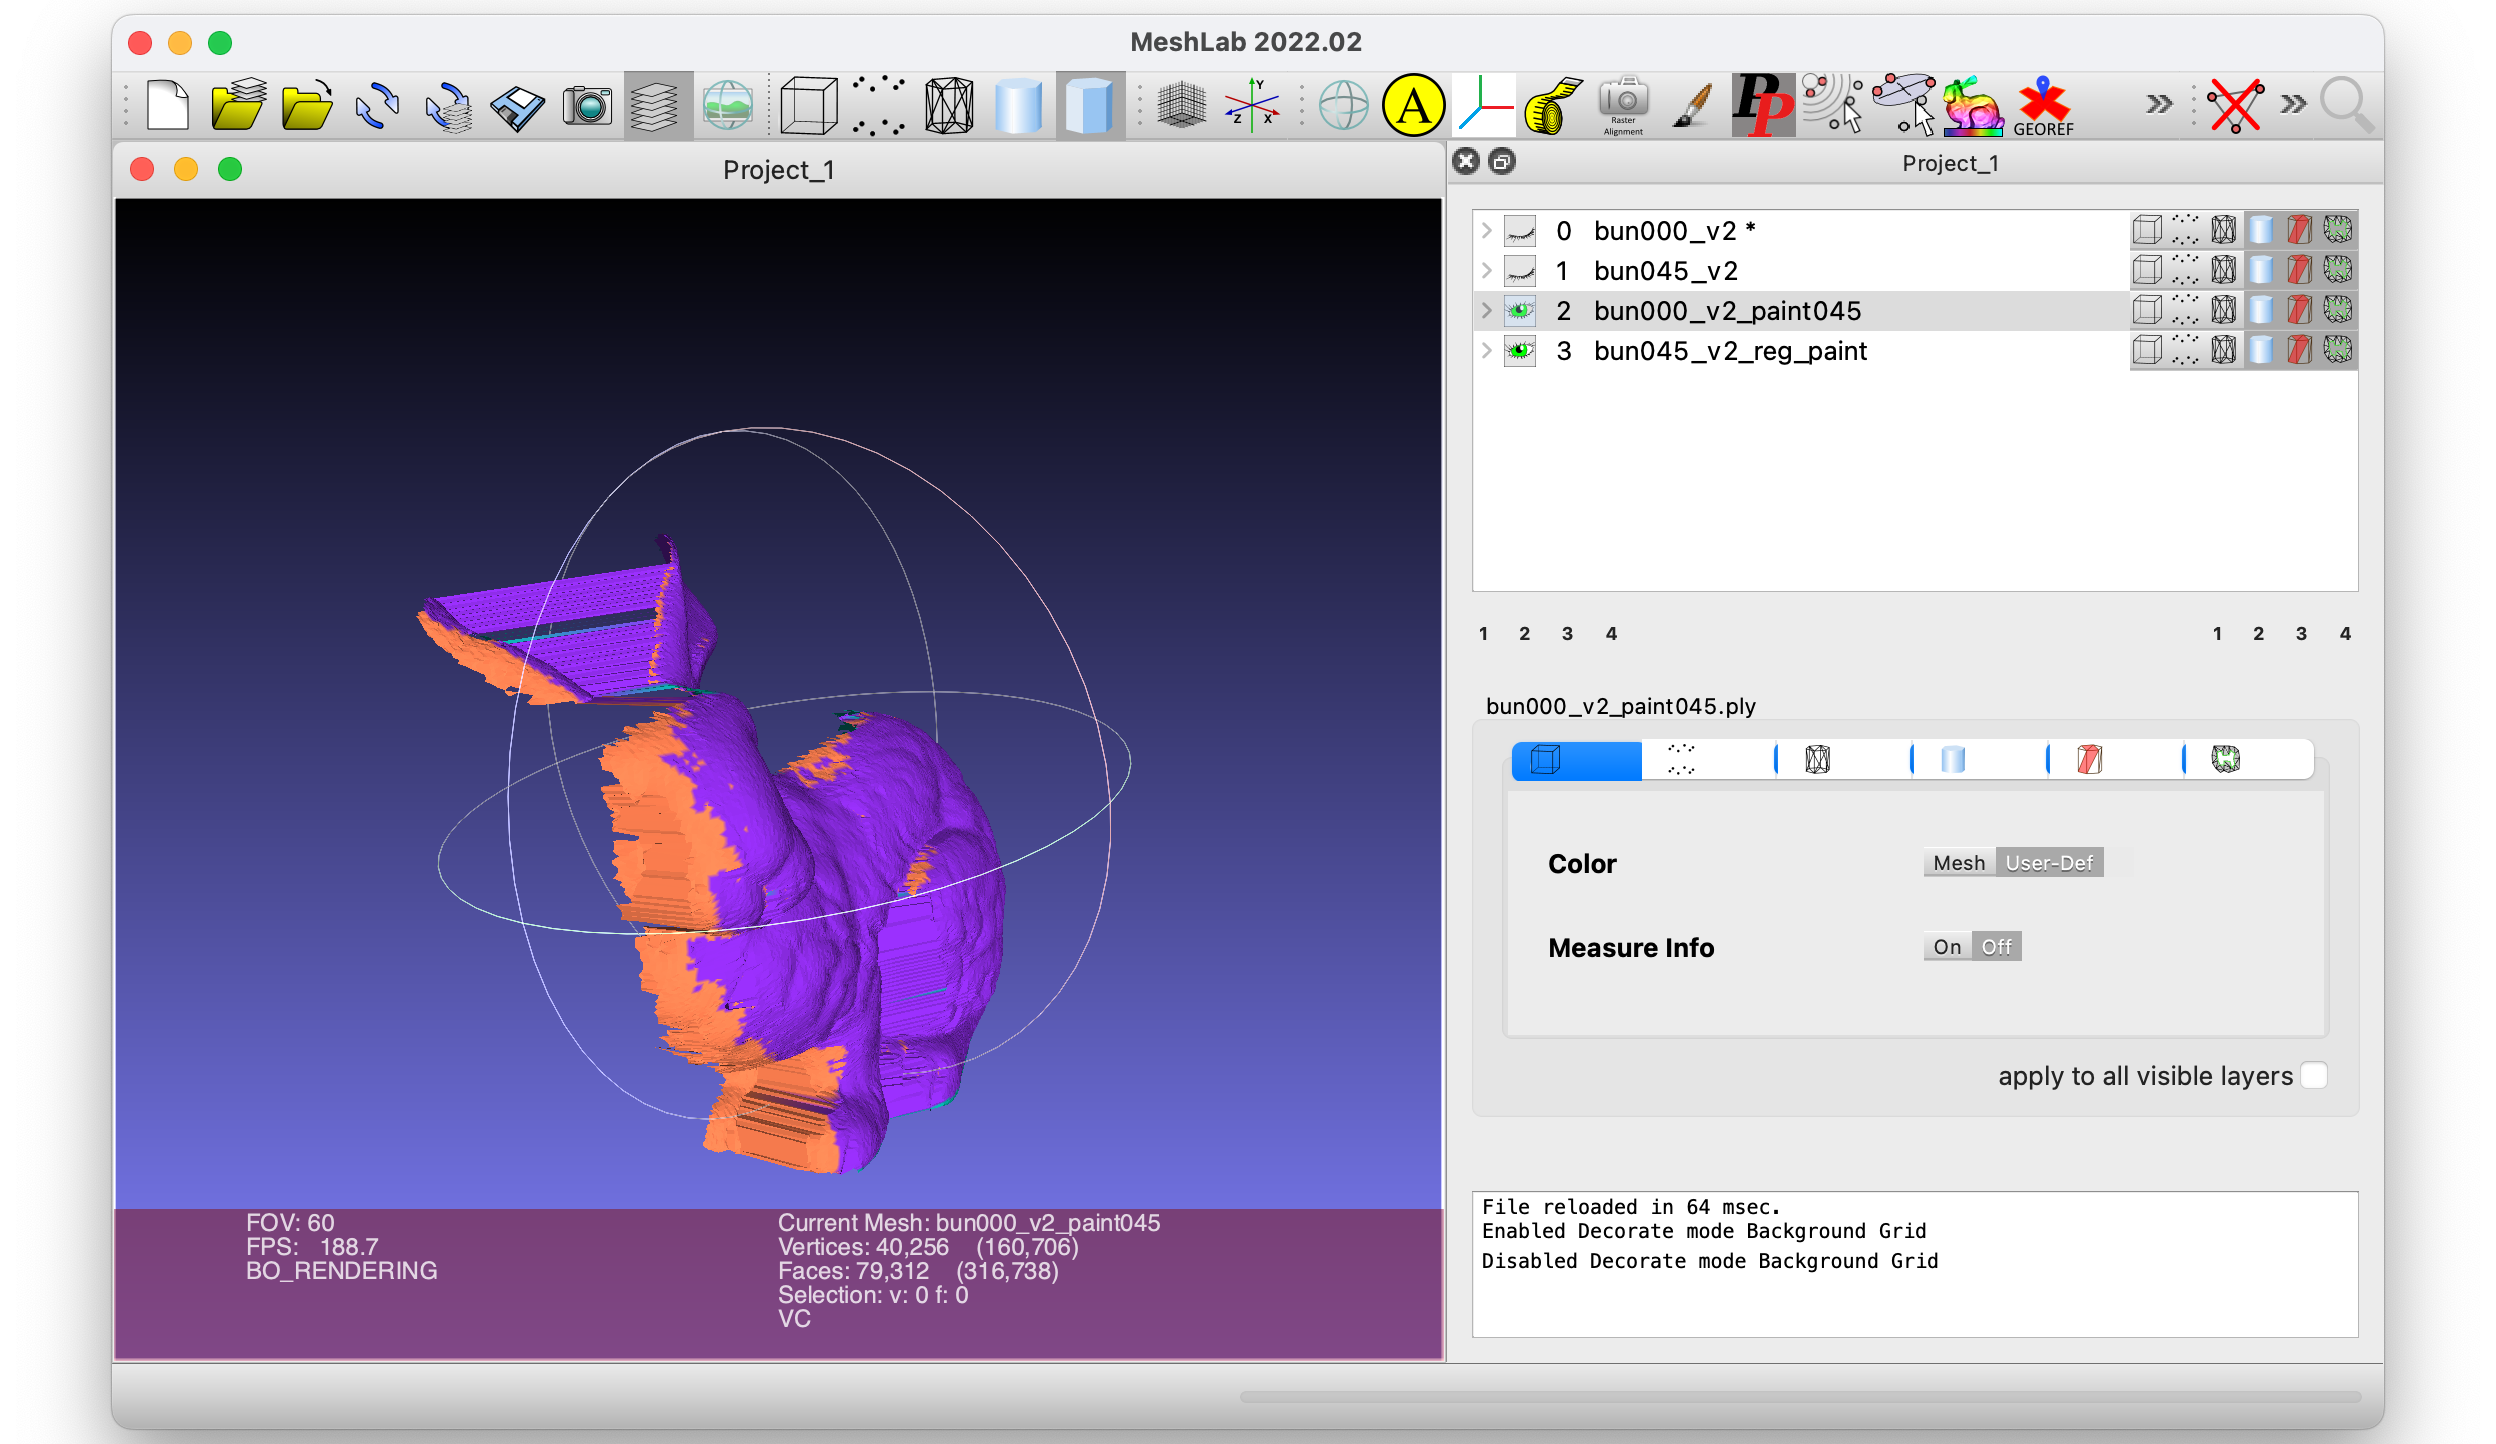 MeshLab 2022.02
A
Y
Z X
Raster
Alignment
PP
GEOREF
Project_1
Project_1
0 bun000_v2 *
1 bun045_v2
2 bun000_v2_paint045
3 bun045_v2_reg_paint
1 2 3 4 1 2 3 4
bun000_v2_paint045.ply
Color Mesh User-Def
Measure Info On Off
apply to all visible layers
File reloaded in 64 msec.
Enabled Decorate mode Background Grid
Disabled Decorate mode Background Grid
FOV: 60
FPS: 188.7
BO_RENDERING
Current Mesh: bun000_v2_paint045
Vertices: 40,256 (160,706)
Faces: 79,312 (316,738)
Selection: v: 0 f: 0
VC